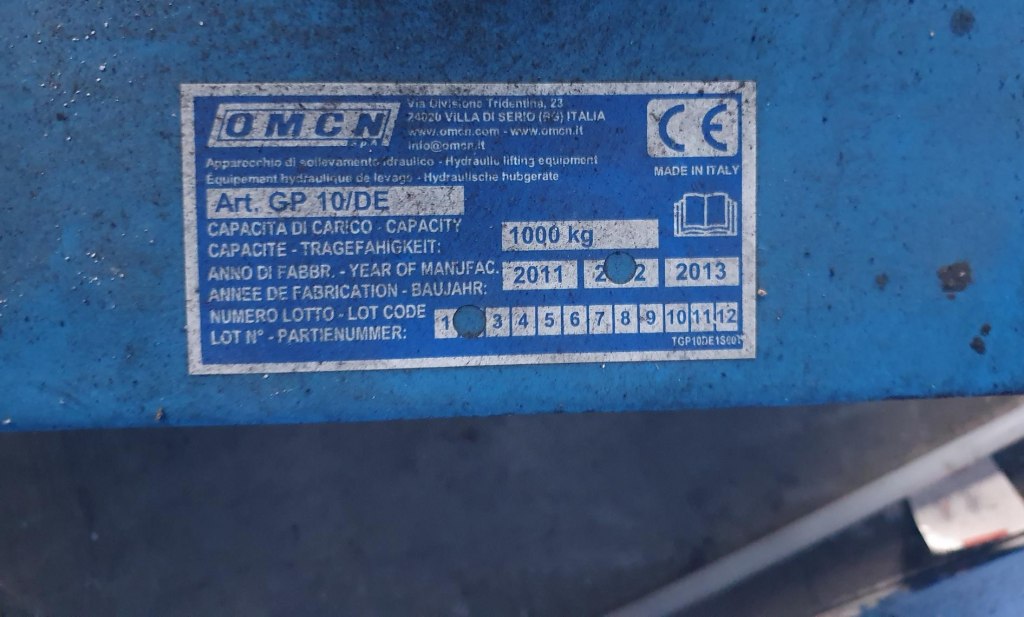 OMCN
SPA
Via Divisione Tridentina, 23
24020 VILLA DI SERIO (BG) ITALIA
www.omcn.com - www.omcn.it
info@omcn.it
CE
MADE IN ITALY
Apparecchio di sollevamento idraulico - Hydraulic lifting equipment
Équipement hydraulique de levage - Hydraulische hubgerate
Art. GP 10/DE
CAPACITA DI CARICO - CAPACITY
CAPACITE - TRAGEFAHIGKEIT:
1000 kg
ANNO DI FABBR. - YEAR OF MANUFAC.
ANNEE DE FABRICATION - BAUJAHR:
2011 2 2 2013
NUMERO LOTTO - LOT CODE
LOT N° - PARTIENUMMER:
1 3 4 5 6 7 8 9 10 11 12
TGP10DE1S001